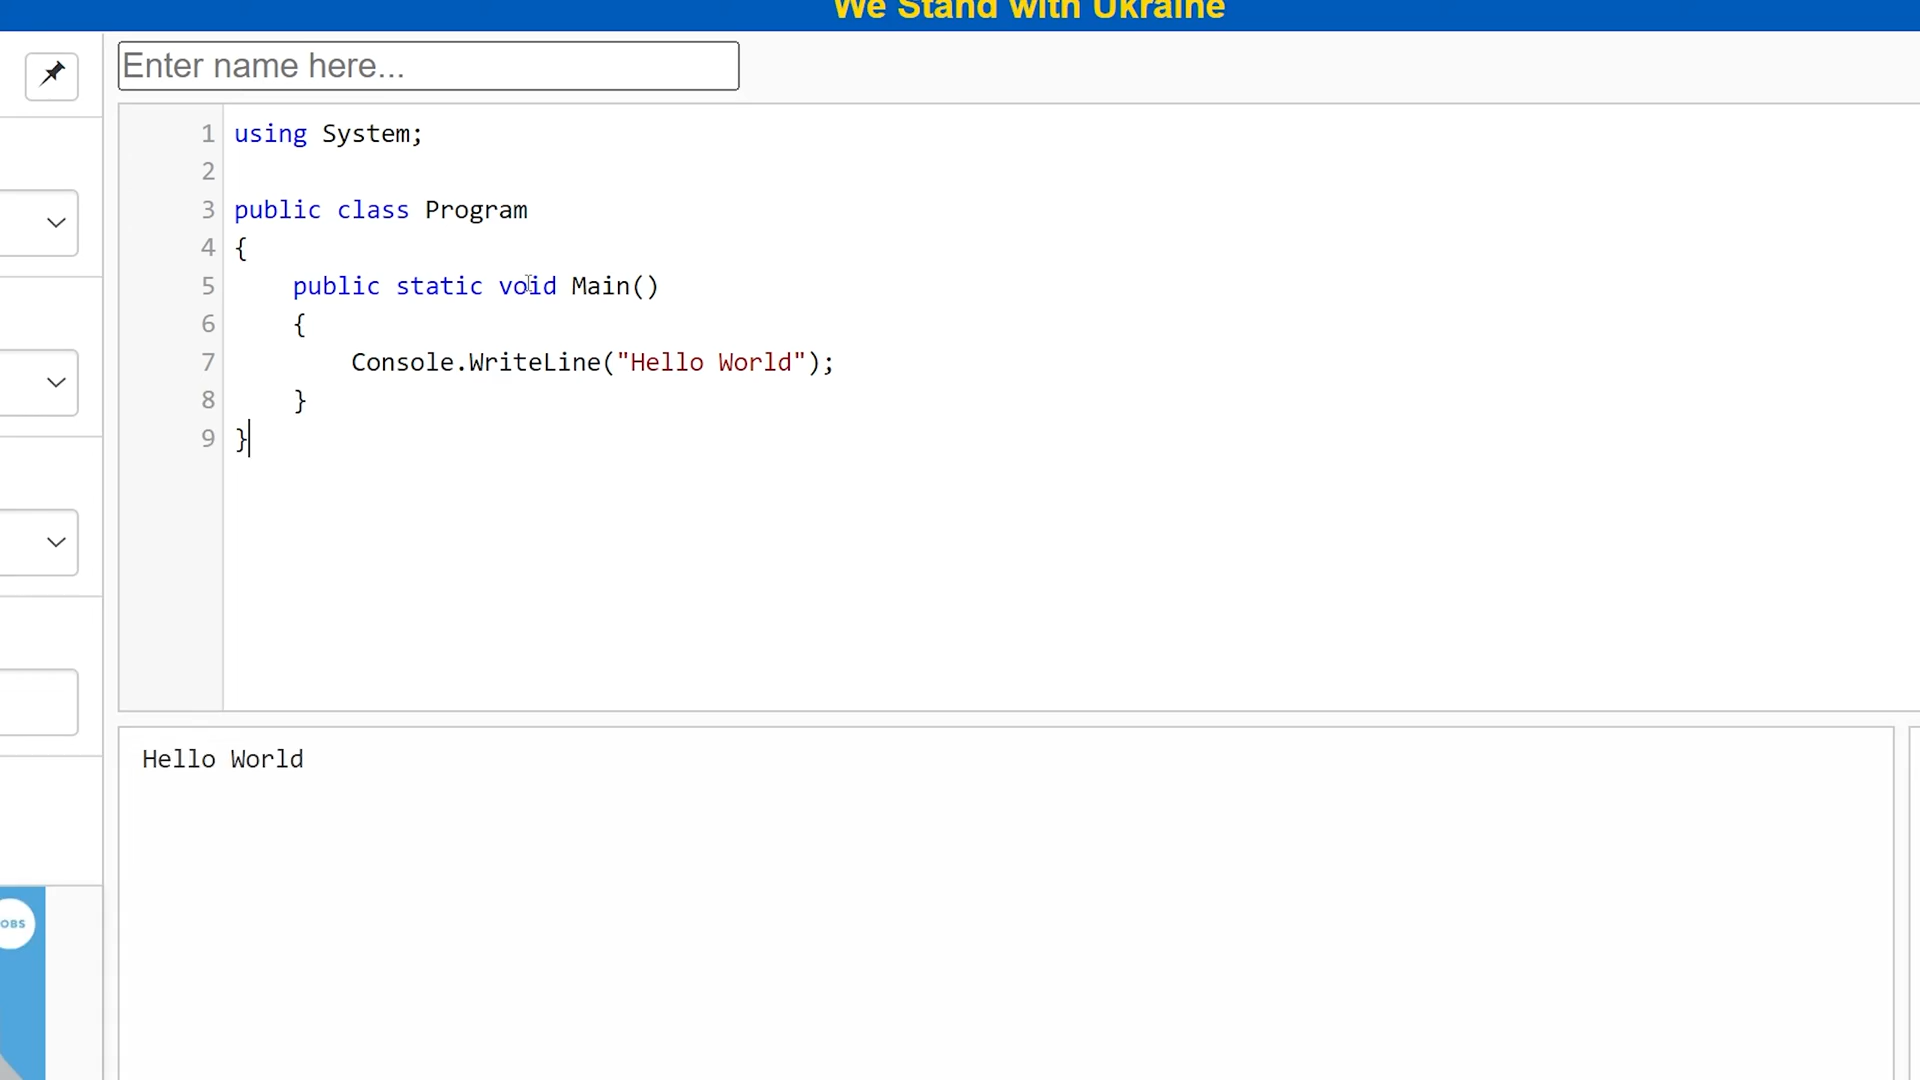 We Stand with Ukraine
Enter name here...
1 using System;
2
3 public class Program
4 {
5     public static void Main()
6     {
7         Console.WriteLine("Hello World");
8     }
9 }
Hello World
OBS